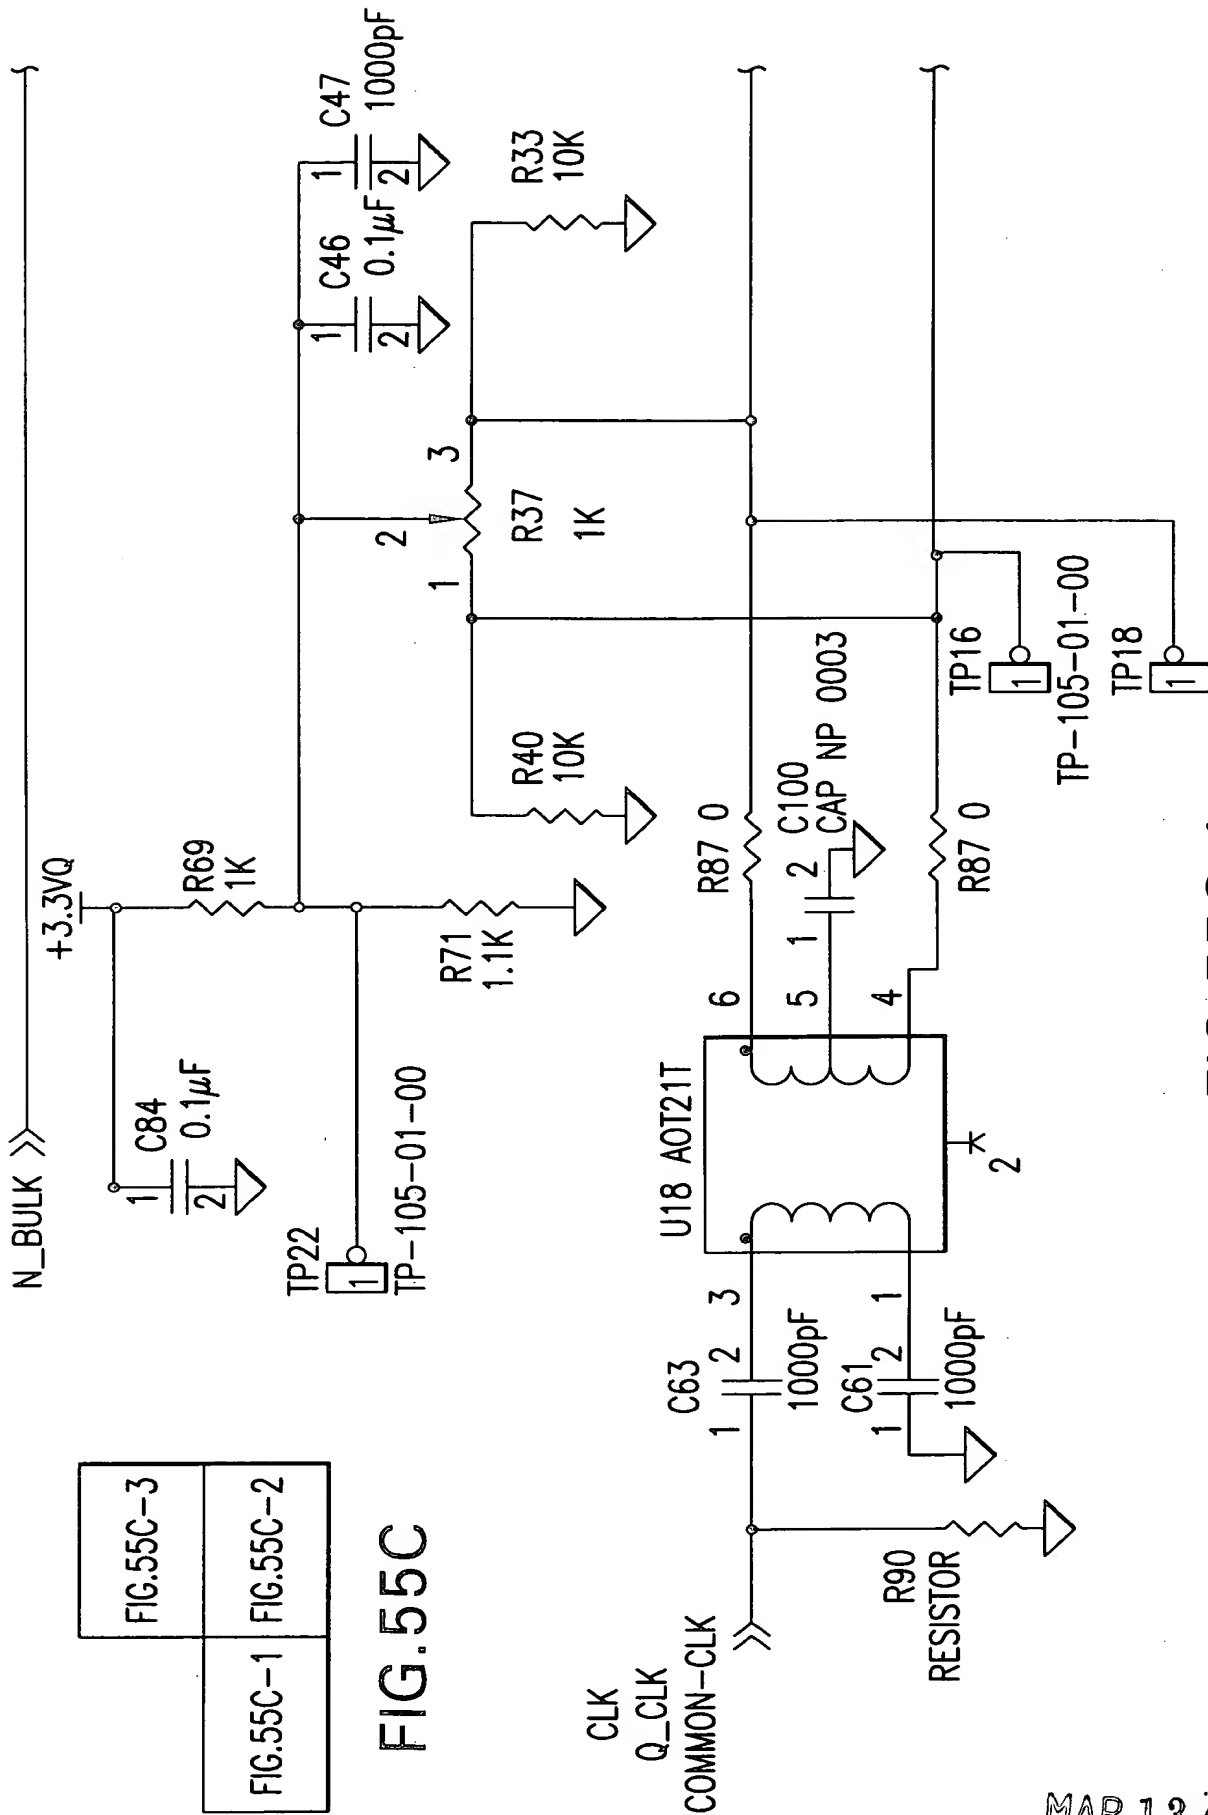 N_BULK
+3.3VQ
C84
0.1μF
1
2
R69
1K
TP22
1
TP-105-01-00
R71
1.1K
C46
0.1μF
1
2
C47
1000pF
1
2
R40
10K
1
2
3
R37
1K
R33
10K
FIG.55C-3
FIG.55C-1
FIG.55C-2
FIG.55C
CLK
Q_CLK
COMMON-CLK
R90
RESISTOR
C63
1
2
1000pF
C61
1
2
1000pF
3
1
U18 A0T21T
2
6
5
4
R87 0
C100
CAP NP 0003
1
2
R87 0
TP16
1
TP-105-01-00
TP18
1
MAR 12